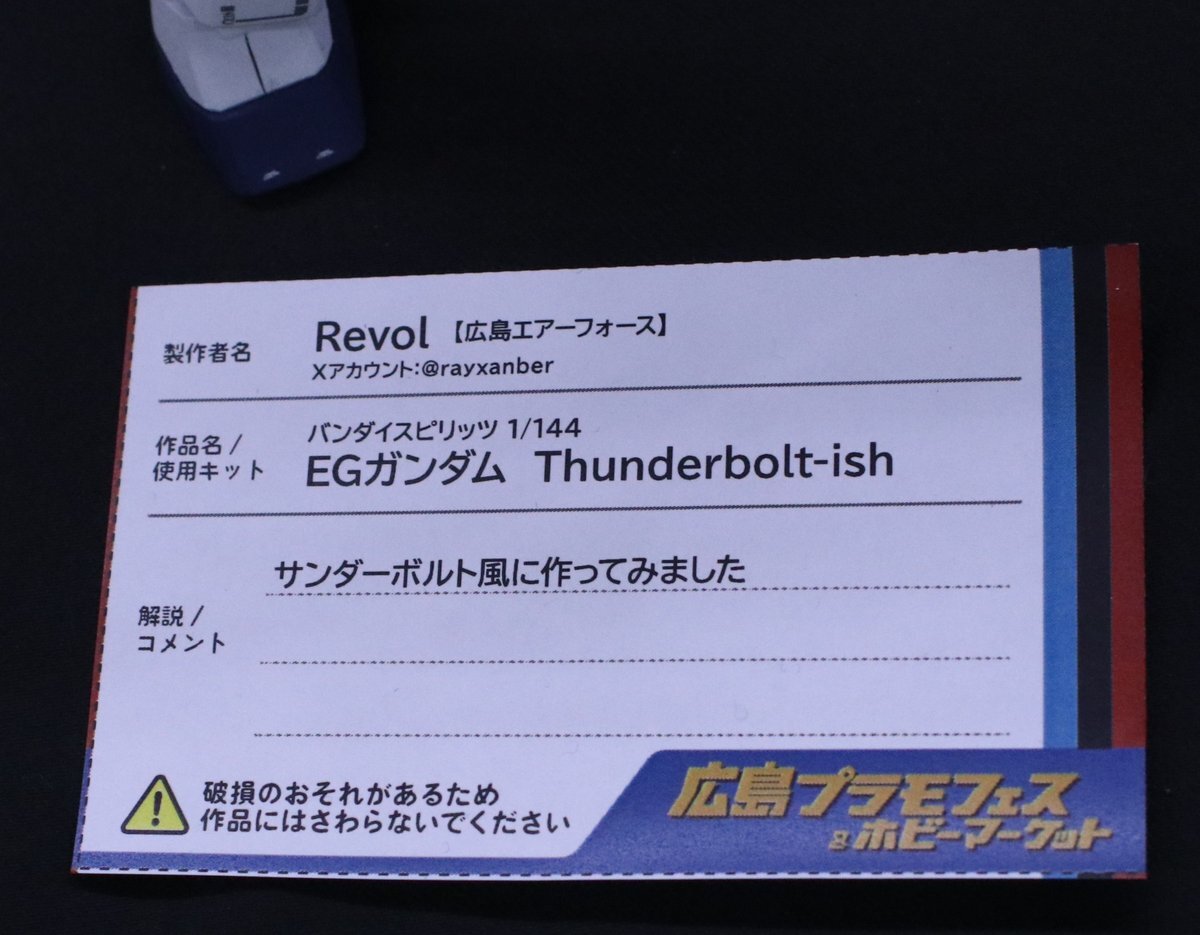 製作者名
Revol 【広島エアーフォース】
Xアカウント:@rayxanber
作品名 /
使用キット
バンダイスピリッツ 1/144
EGガンダム Thunderbolt-ish
解説 /
コメント
サンダーボルト風に作ってみました
破損のおそれがあるため
作品にはさわらないでください
広島プラモフェス
&ホビーマーケット